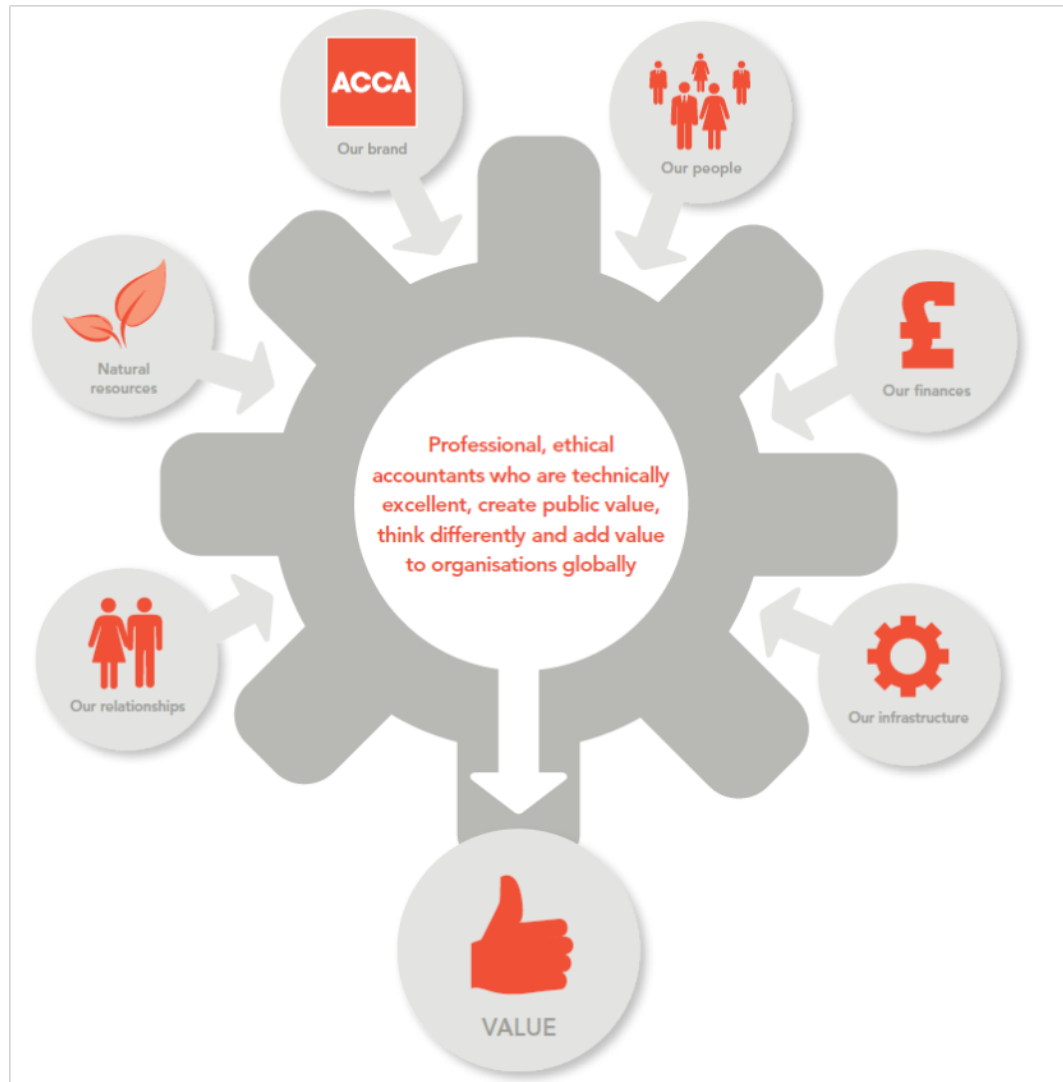 ACCA
Our brand
Our people
Natural
resources
£
Our finances
Professional, ethical
accountants who are technically
excellent, create public value,
think differently and add value
to organisations globally
Our relationships
Our infrastructure
VALUE